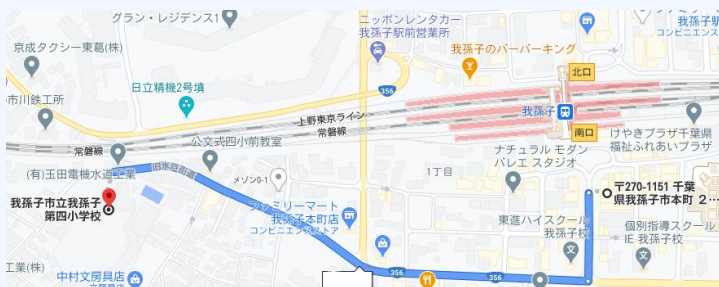 グラン・レジデンス1
ニッポンレンタカー
我孫子駅前営業所
コンビニエンス
京成タクシー東葛(株)
我孫子のバーバーキング
北口
日立精機2号墳
356
市川鉄工所
上野東京ライン
常磐線
我孫子
南口
けやきプラザ千葉県
福祉ふれあいプラザ
公文式四小前教室
常磐線
ナチュラル モダン
バレエ スタジオ
1丁目
(有)玉田電機水道工業
旧水戸街道
メゾン0-1
我孫子市立我孫子
第四小学校
〒270-1151 千葉
県我孫子市本町 2…
ファミリーマート
我孫子本町店
コンビニエンスストア
東進ハイスクール
我孫子校
個別指導スクール
IE 我孫子校
工業(株)
中村文房具店
356
356